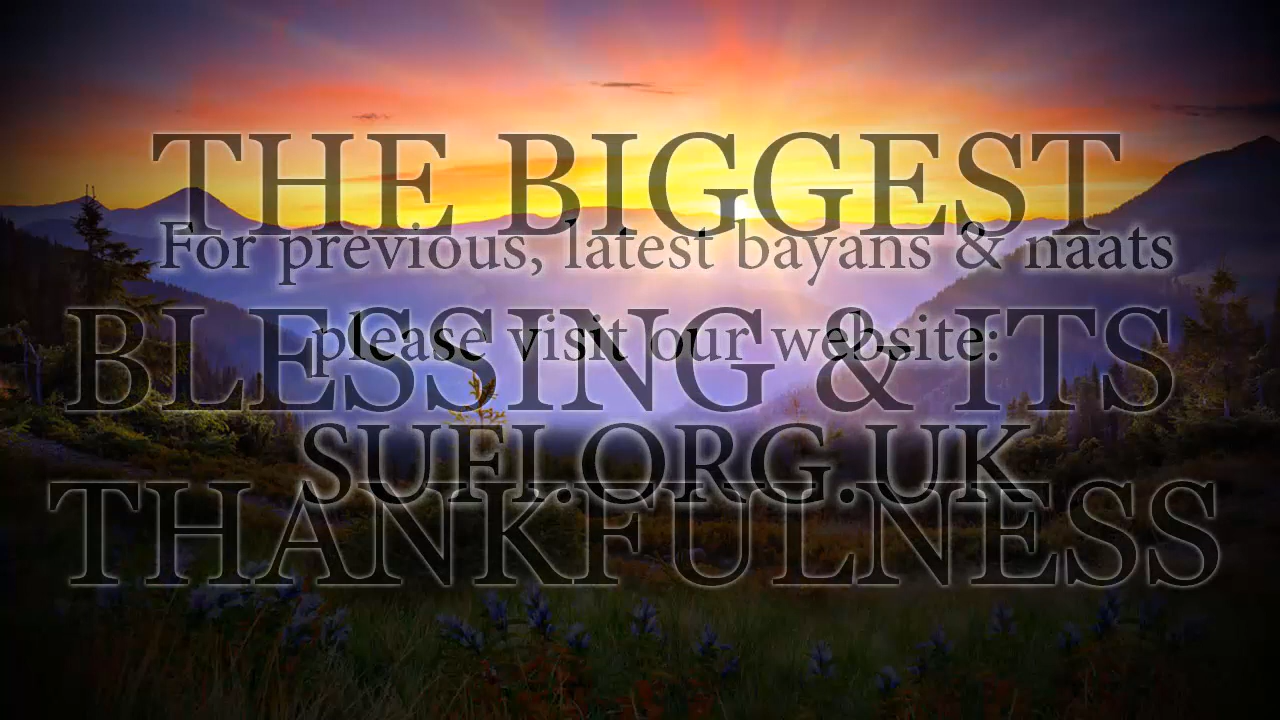 THE BIGGEST
For previous, latest bayans & naats
BLESSING & ITS
please visit our website:
SUFI.ORG.UK
THANKFULNESS